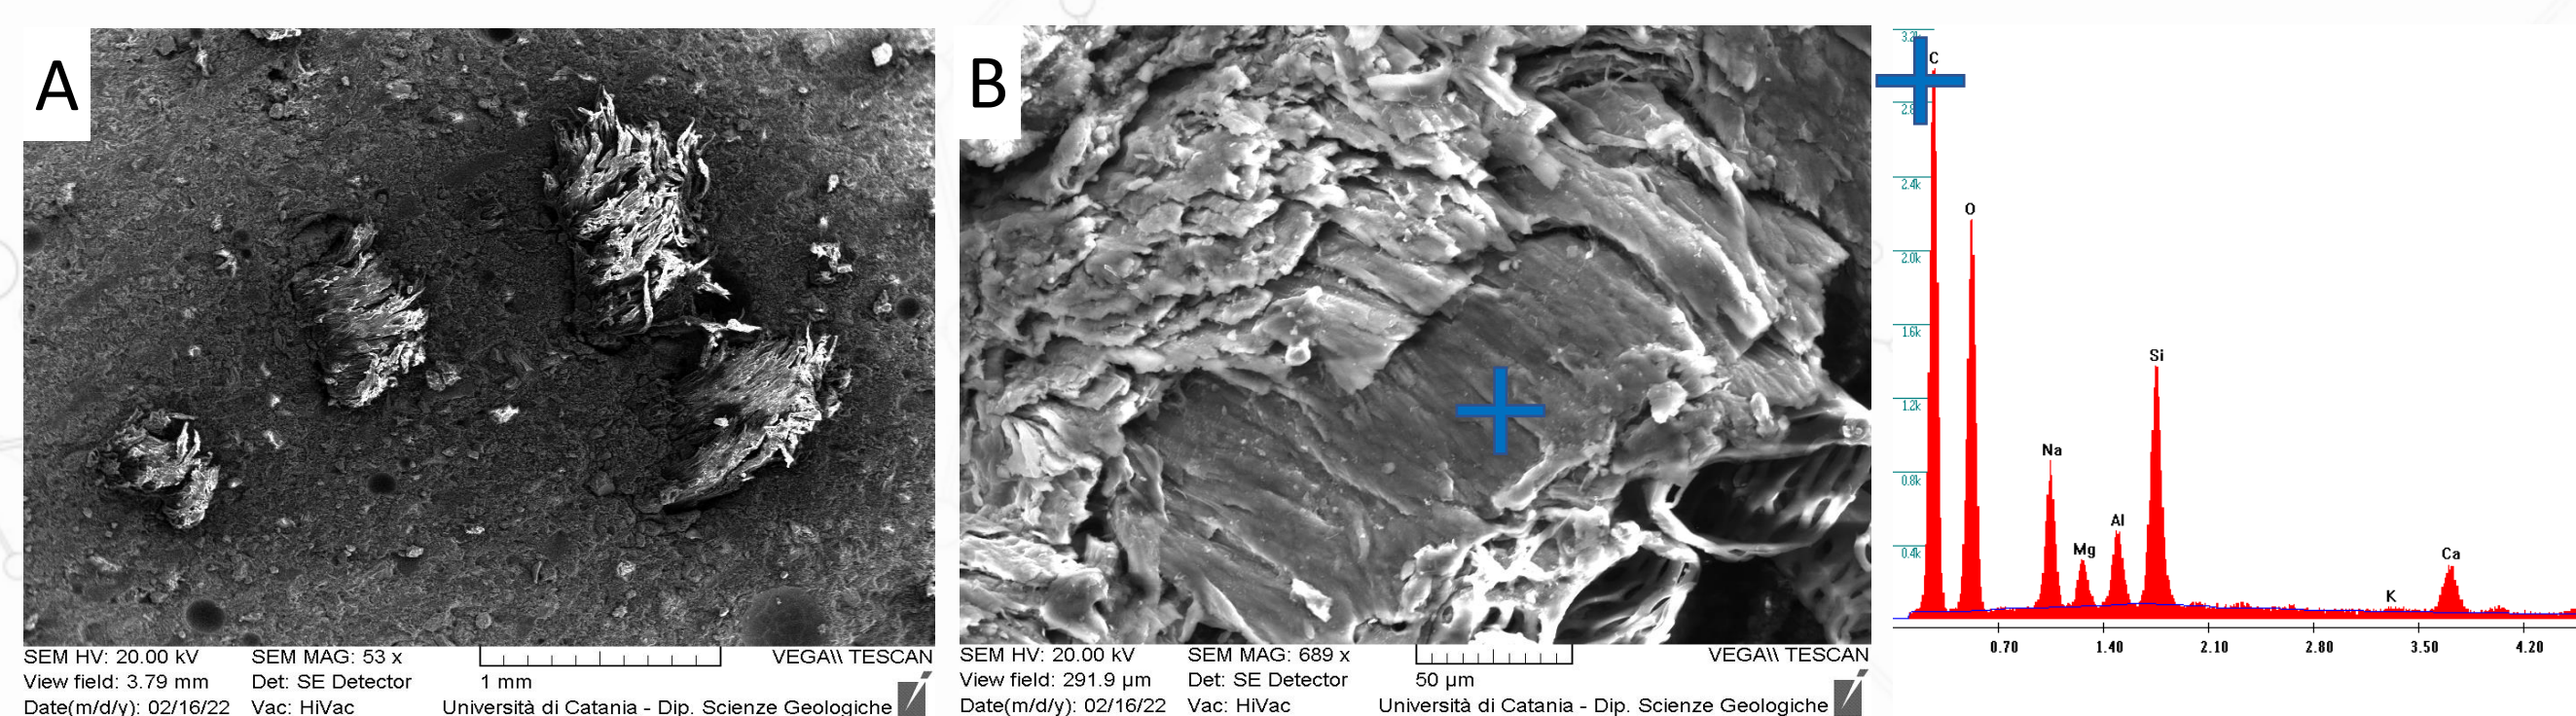 A
SEM HV: 20.00 kV SEM MAG: 53 x VEGA\\ TESCAN
View field: 3.79 mm Det: SE Detector 1 mm
Date(m/d/y): 02/16/22 Vac: HiVac Università di Catania - Dip. Scienze Geologiche
B
SEM HV: 20.00 kV SEM MAG: 689 x VEGA\\ TESCAN
View field: 291.9 µm Det: SE Detector 50 µm
Date(m/d/y): 02/16/22 Vac: HiVac Università di Catania - Dip. Scienze Geologiche
C
2.4k
O
2.0k
1.6k
Si
1.2k
Na
0.8k
Al
Mg
0.4k
Ca
K
0.70 1.40 2.10 2.80 3.50 4.20